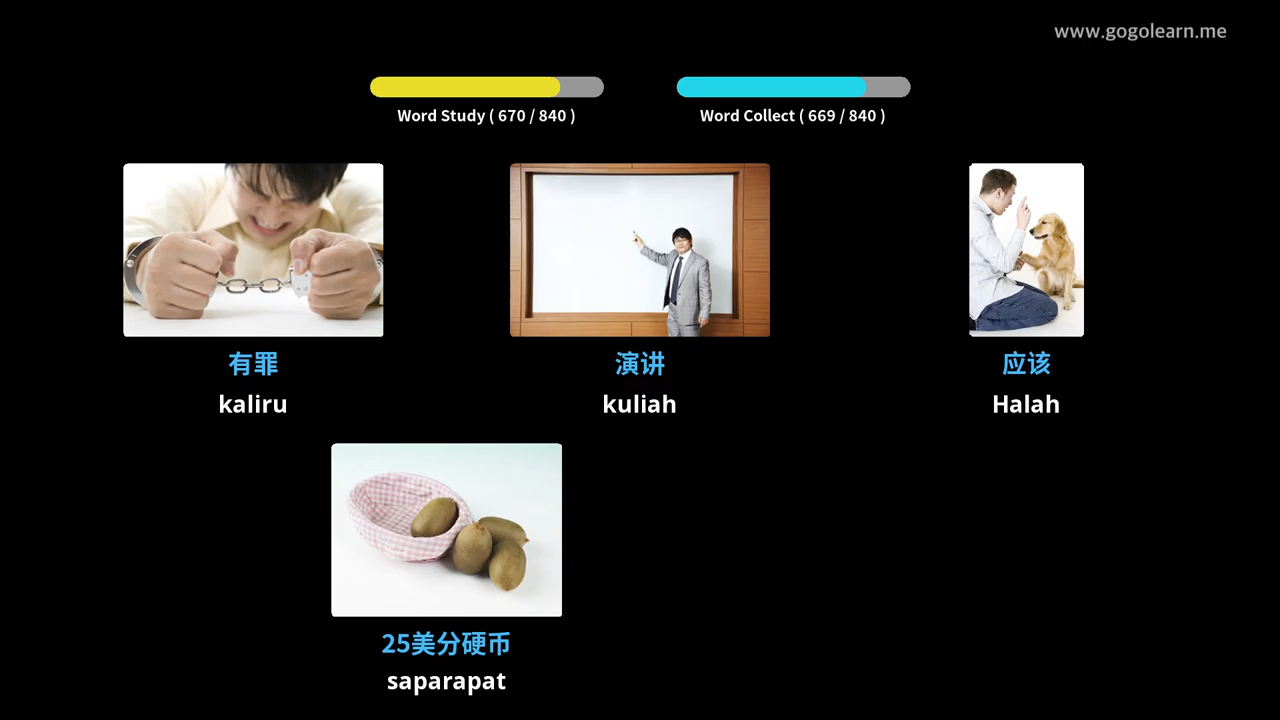 www.gogolearn.me
Word Study ( 670 / 840 )
Word Collect ( 669 / 840 )
有罪
kaliru
演讲
kuliah
应该
Halah
25美分硬币
saparapat